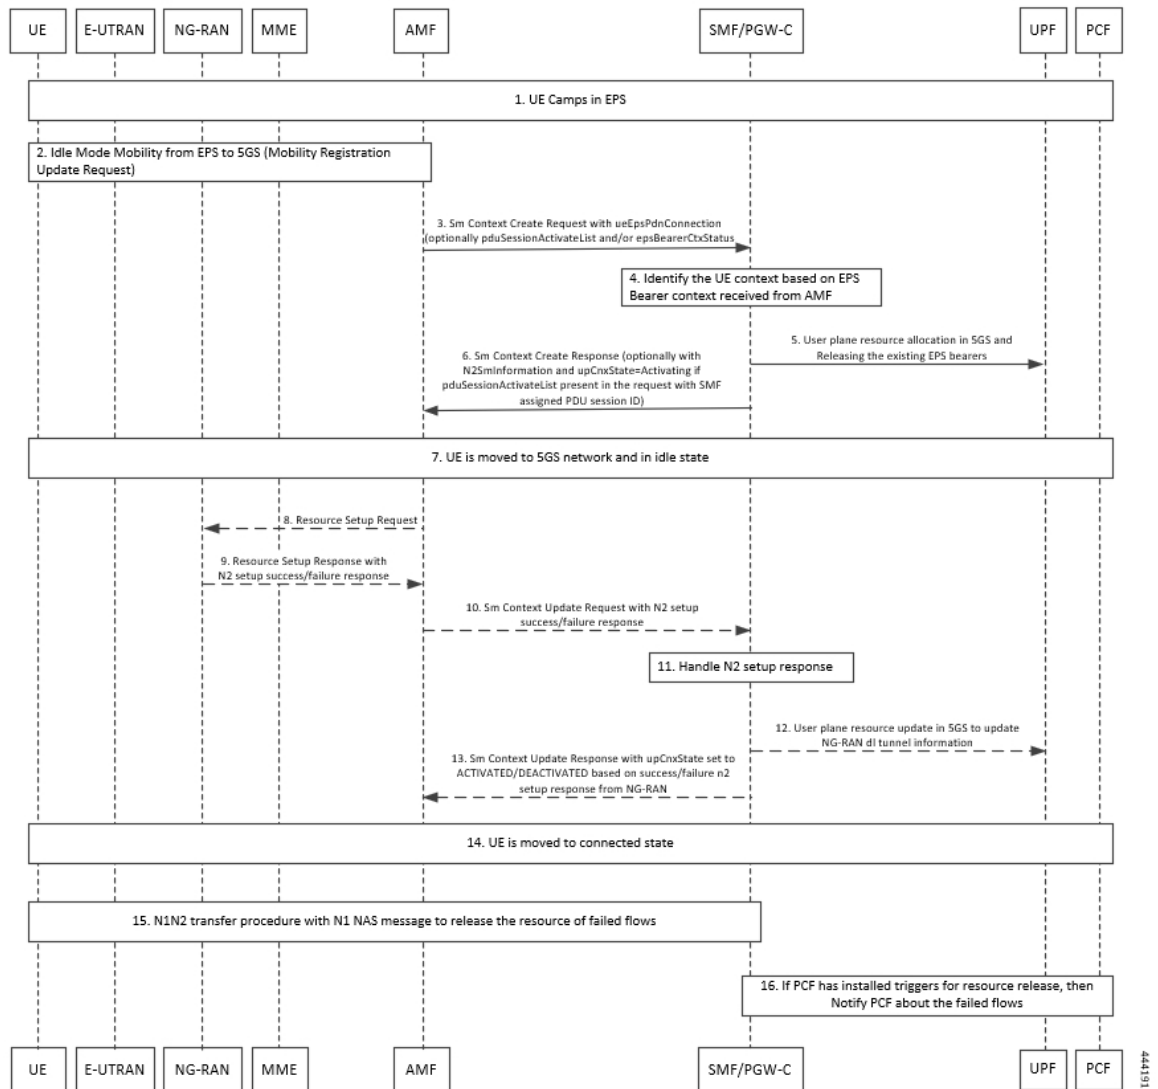 UE E-UTRAN NG-RAN MME AMF SMF/PGW-C UPF PCF
1. UE Camps in EPS
2. Idle Mode Mobility from EPS to 5GS (Mobility Registration
Update Request)
3. Sm Context Create Request with ueEpsPdnConnection
(optionally pduSessionActivateList and/or epsBearerCtxStatus
4. Identify the UE context based on EPS
Bearer context received from AMF
5. User plane resource allocation in 5GS and
Releasing the existing EPS bearers
6. Sm Context Create Response (optionally with
N2SmInformation and upCnxState=Activating if
pduSessionActivateList present in the request with SMF
assigned PDU session ID)
7. UE is moved to 5GS network and in idle state
8. Resource Setup Request
9. Resource Setup Response with
N2 setup success/failure response
10. Sm Context Update Request with N2 setup
success/failure response
11. Handle N2 setup response
12. User plane resource update in 5GS to update
NG-RAN dl tunnel information
13. Sm Context Update Response with upCnxState set to
ACTIVATED/DEACTIVATED based on success/failure n2
setup response from NG-RAN
14. UE is moved to connected state
15. N1N2 transfer procedure with N1 NAS message to release the resource of failed flows
16. If PCF has installed triggers for resource release, then
Notify PCF about the failed flows
UE E-UTRAN NG-RAN MME AMF SMF/PGW-C UPF PCF
444191